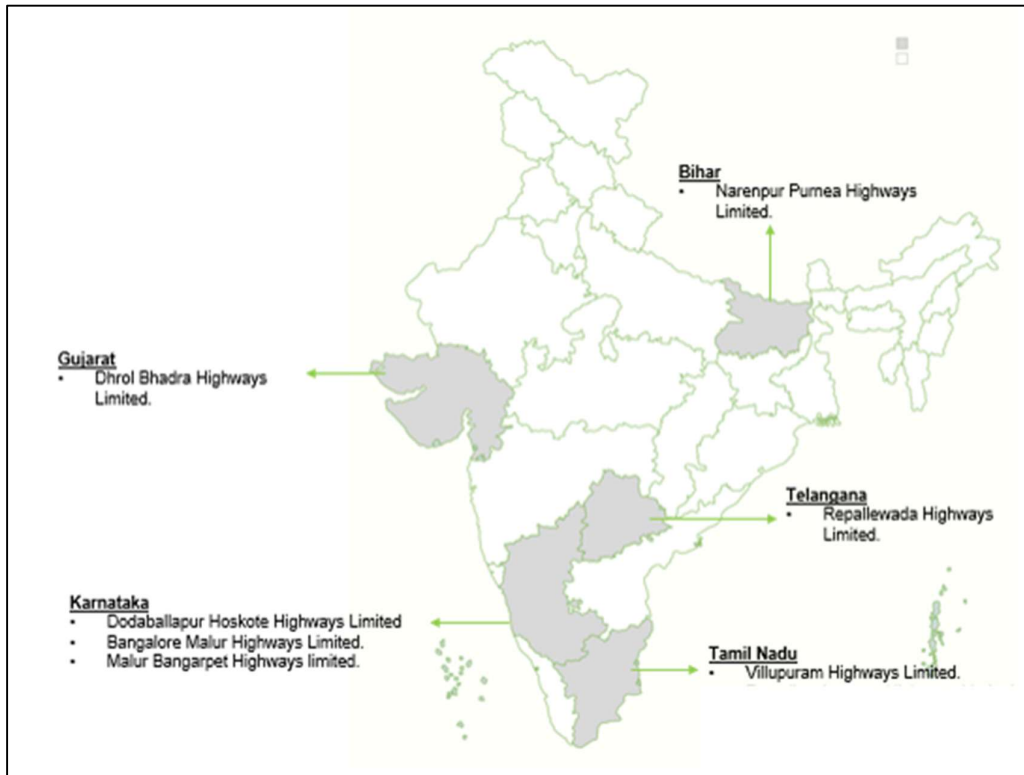 Bihar
• Narenpur Purnea Highways
Limited.
Gujarat
• Dhrol Bhadra Highways
Limited.
Telangana
• Repallewada Highways
Limited.
Karnataka
• Dodaballapur Hoskote Highways Limited
• Bangalore Malur Highways Limited.
• Malur Bangarpet Highways limited.
Tamil Nadu
• Villupuram Highways Limited.